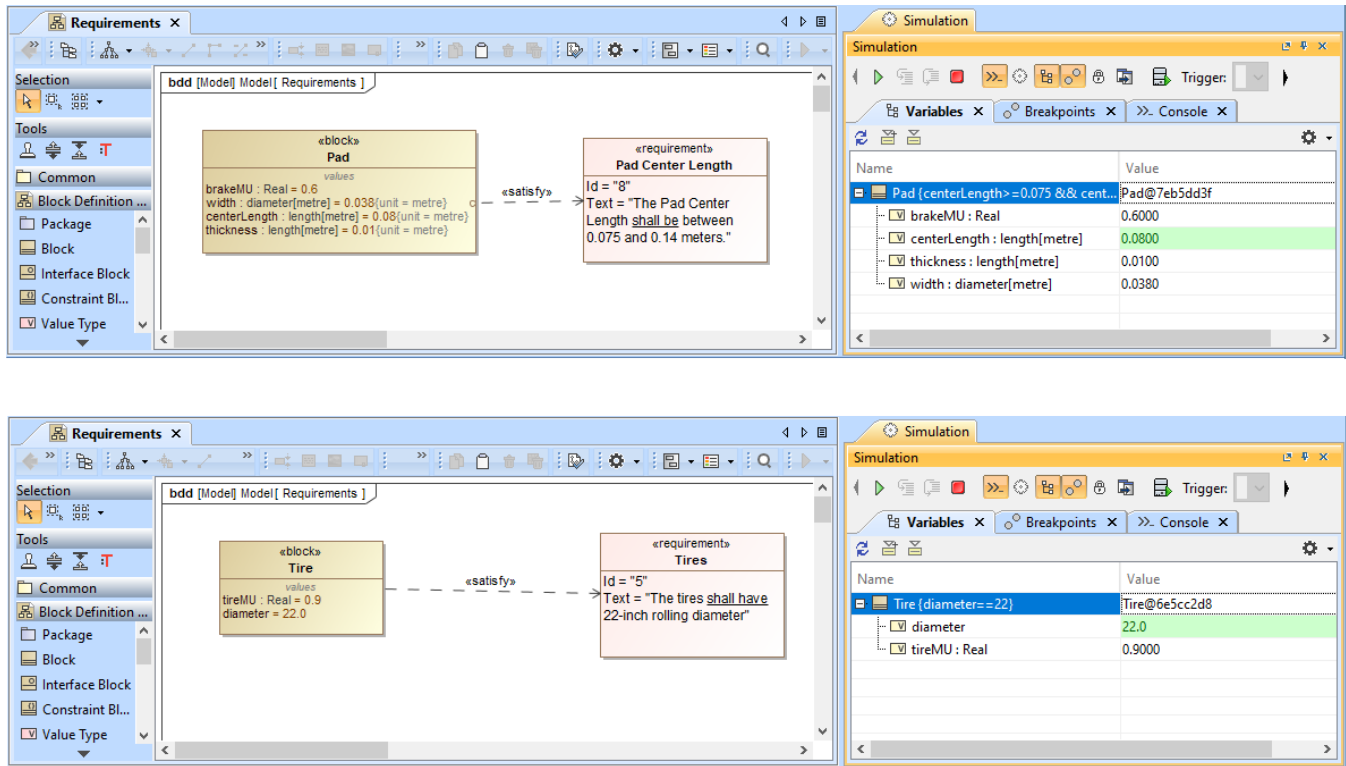 Requirements
Simulation
Simulation
Trigger:
Selection
Tools
Common
Block Definition ...
Package
Block
Interface Block
Constraint Bl...
Value Type
bdd [Model] Model[ Requirements ]
«block»
Pad
values
brakeMU : Real = 0.6
width : diameter[metre] = 0.038{unit = metre}
centerLength : length[metre] = 0.08{unit = metre}
thickness : length[metre] = 0.01{unit = metre}
«satisfy»
«requirement»
Pad Center Length
Id = "8"
Text = "The Pad Center
Length shall be between
0.075 and 0.14 meters."
Variables Breakpoints Console
Name Value
Pad {centerLength>=0.075 && cent... Pad@7eb5dd3f
brakeMU : Real 0.6000
centerLength : length[metre] 0.0800
thickness : length[metre] 0.0100
width : diameter[metre] 0.0380
Requirements
Simulation
Simulation
Trigger:
Selection
Tools
Common
Block Definition ...
Package
Block
Interface Block
Constraint Bl...
Value Type
bdd [Model] Model[ Requirements ]
«block»
Tire
values
tireMU : Real = 0.9
diameter = 22.0
«satisfy»
«requirement»
Tires
Id = "5"
Text = "The tires shall have
22-inch rolling diameter"
Variables Breakpoints Console
Name Value
Tire {diameter==22} Tire@6e5cc2d8
diameter 22.0
tireMU : Real 0.9000